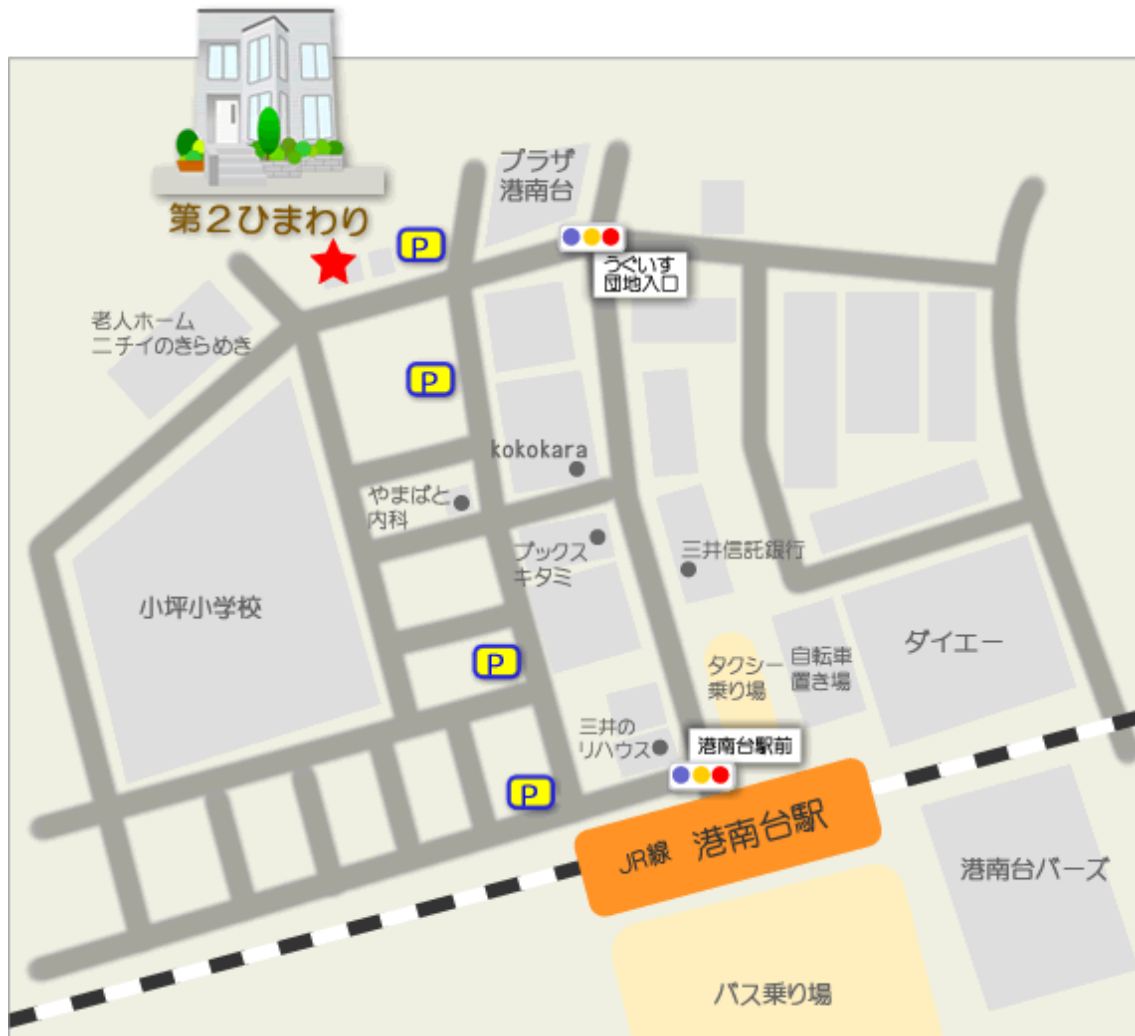 第2ひまわり
P
プラザ
港南台
うぐいす
団地入口
老人ホーム
ニチイのきらめき
P
kokokara
やまばと
内科
ブックス
キタミ
三井信託銀行
小坪小学校
P
タクシー
乗り場
自転車
置き場
ダイエー
三井の
リハウス
港南台駅前
P
JR線 港南台駅
港南台バーズ
バス乗り場